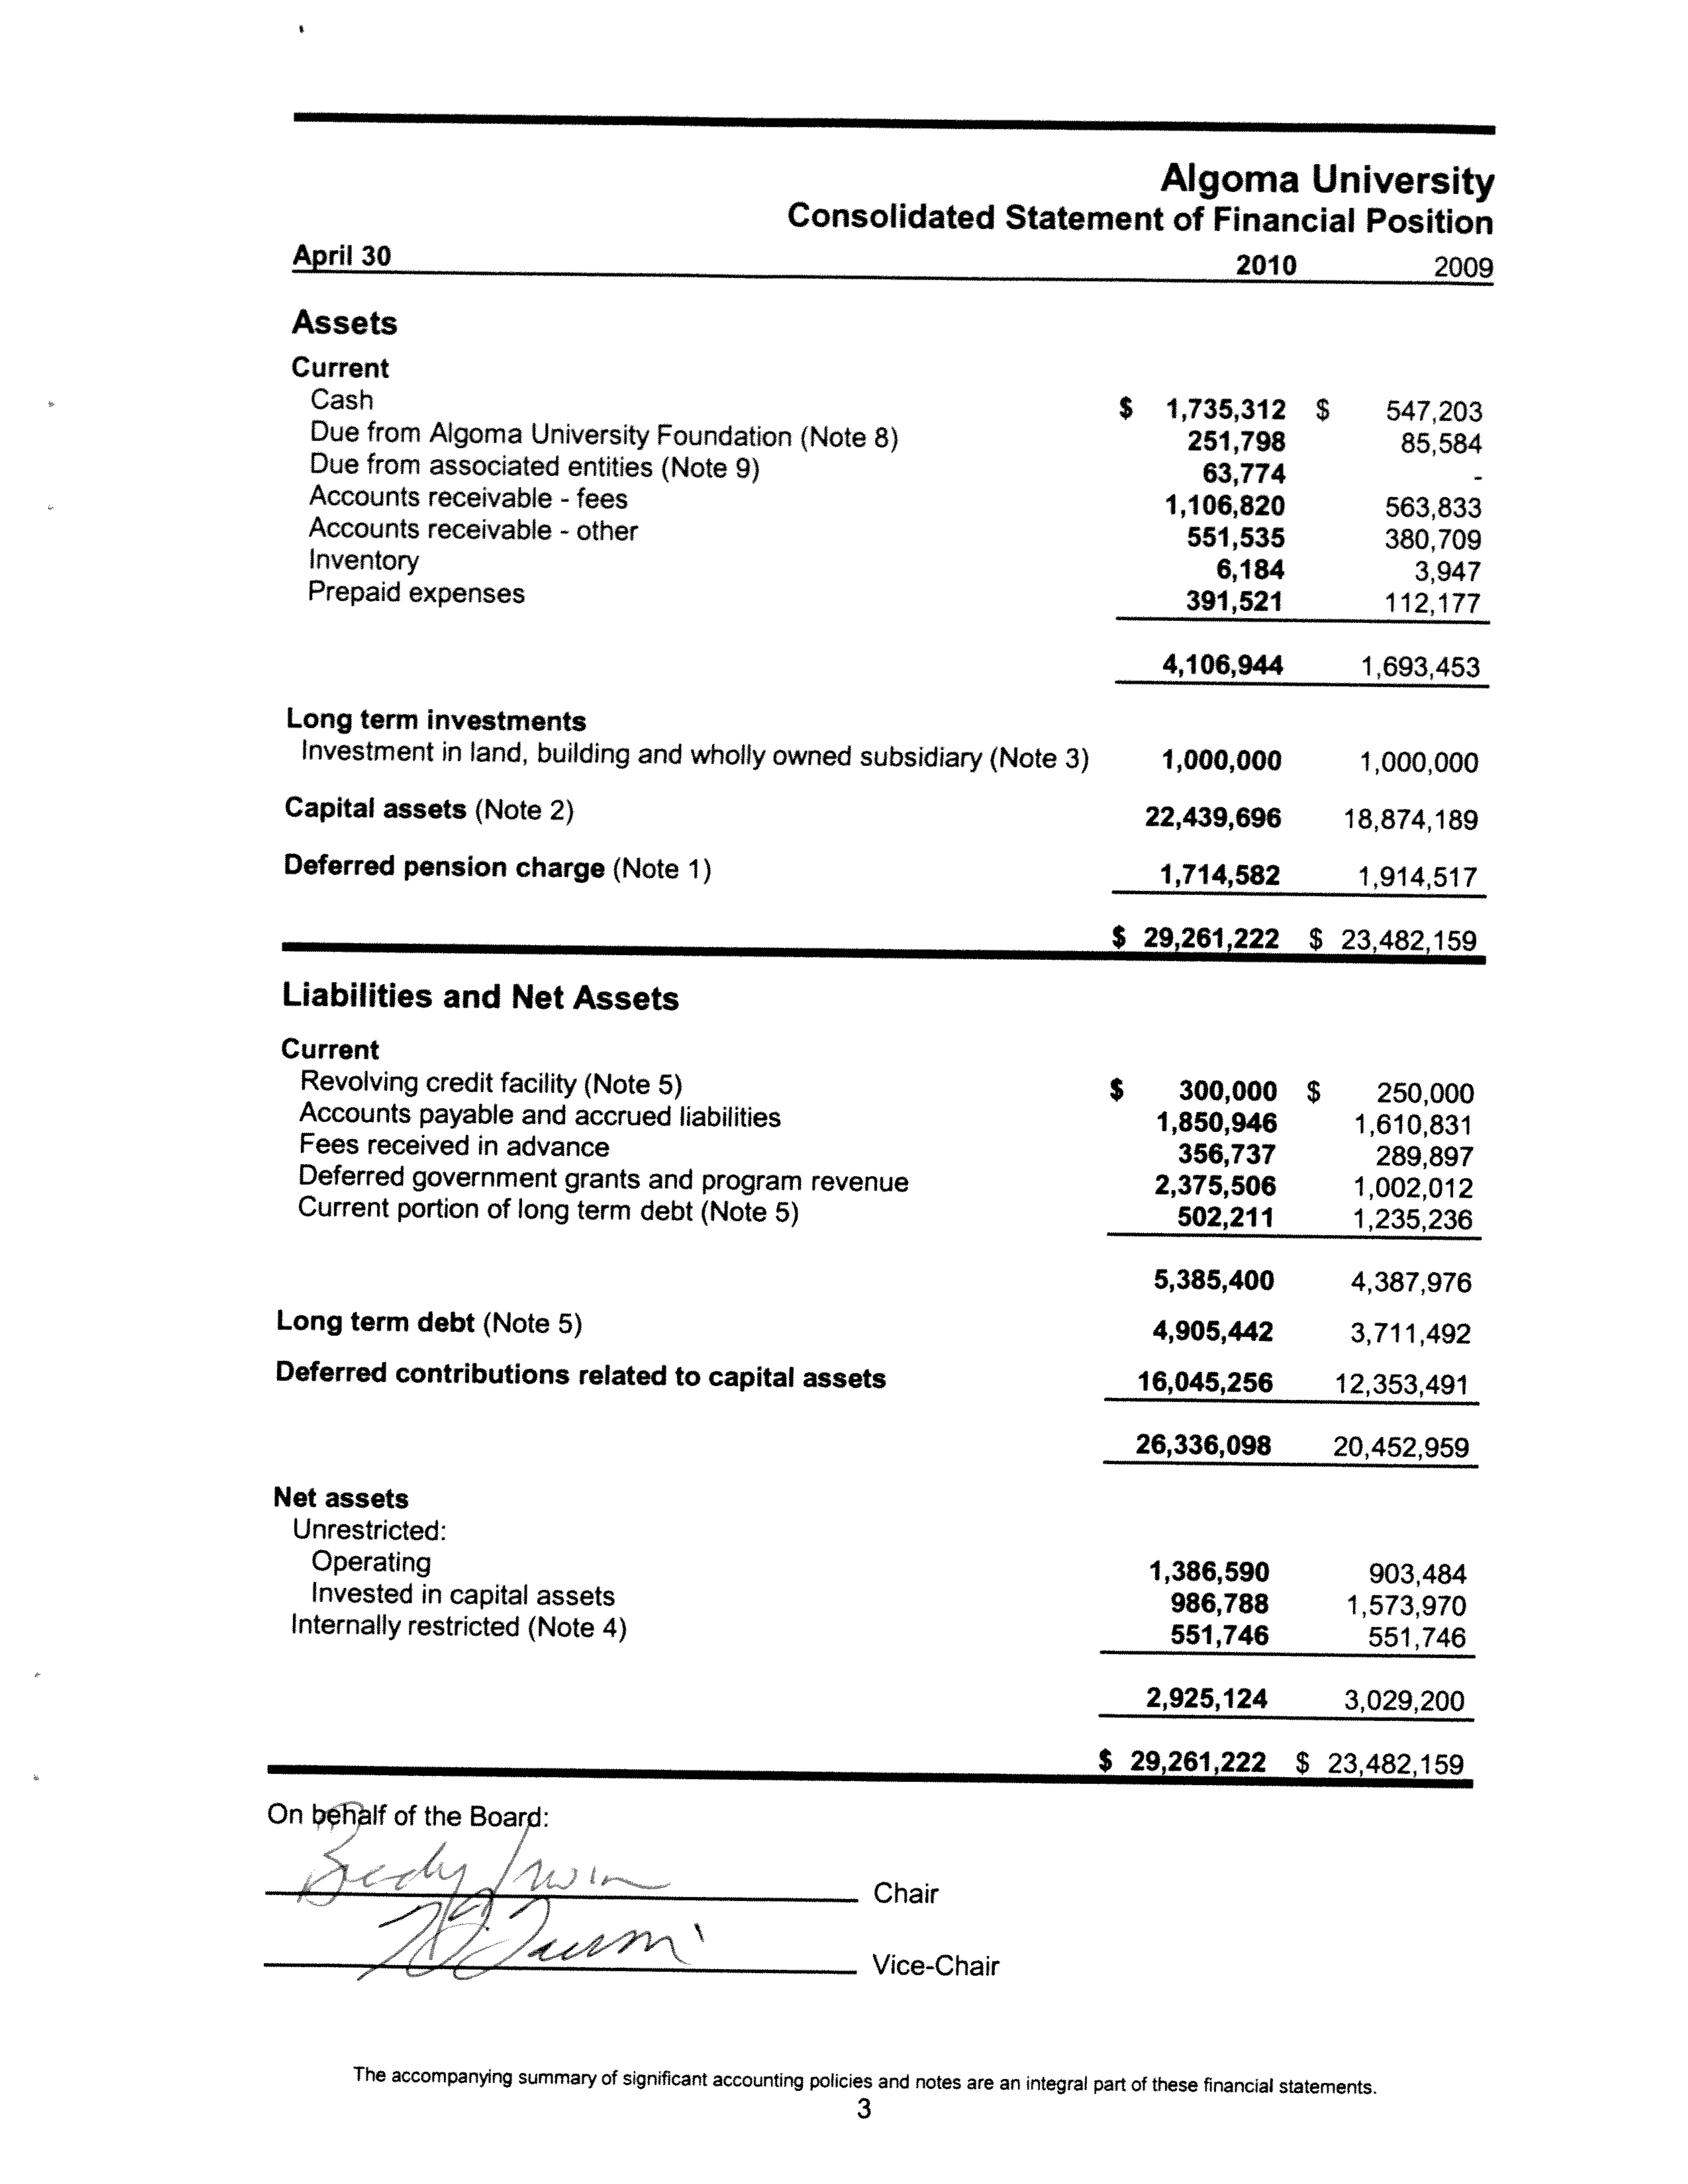 Algoma University
Consolidated Statement of Financial Position
April 30 2010 2009
Assets
Current
Cash $ 1,735,312 $ 547,203
Due from Algoma University Foundation (Note 8) 251,798 85,584
Due from associated entities (Note 9) 63,774 -
Accounts receivable - fees 1,106,820 563,833
Accounts receivable - other 551,535 380,709
Inventory 6,184 3,947
Prepaid expenses 391,521 112,177
4,106,944 1,693,453
Long term investments
Investment in land, building and wholly owned subsidiary (Note 3) 1,000,000 1,000,000
Capital assets (Note 2) 22,439,696 18,874,189
Deferred pension charge (Note 1) 1,714,582 1,914,517
$ 29,261,222 $ 23,482,159
Liabilities and Net Assets
Current
Revolving credit facility (Note 5) $ 300,000 $ 250,000
Accounts payable and accrued liabilities 1,850,946 1,610,831
Fees received in advance 356,737 289,897
Deferred government grants and program revenue 2,375,506 1,002,012
Current portion of long term debt (Note 5) 502,211 1,235,236
5,385,400 4,387,976
Long term debt (Note 5) 4,905,442 3,711,492
Deferred contributions related to capital assets 16,045,256 12,353,491
26,336,098 20,452,959
Net assets
Unrestricted:
Operating 1,386,590 903,484
Invested in capital assets 986,788 1,573,970
Internally restricted (Note 4) 551,746 551,746
2,925,124 3,029,200
$ 29,261,222 $ 23,482,159
On behalf of the Board:
Irwin Chair
Vice-Chair
The accompanying summary of significant accounting policies and notes are an integral part of these financial statements.
3